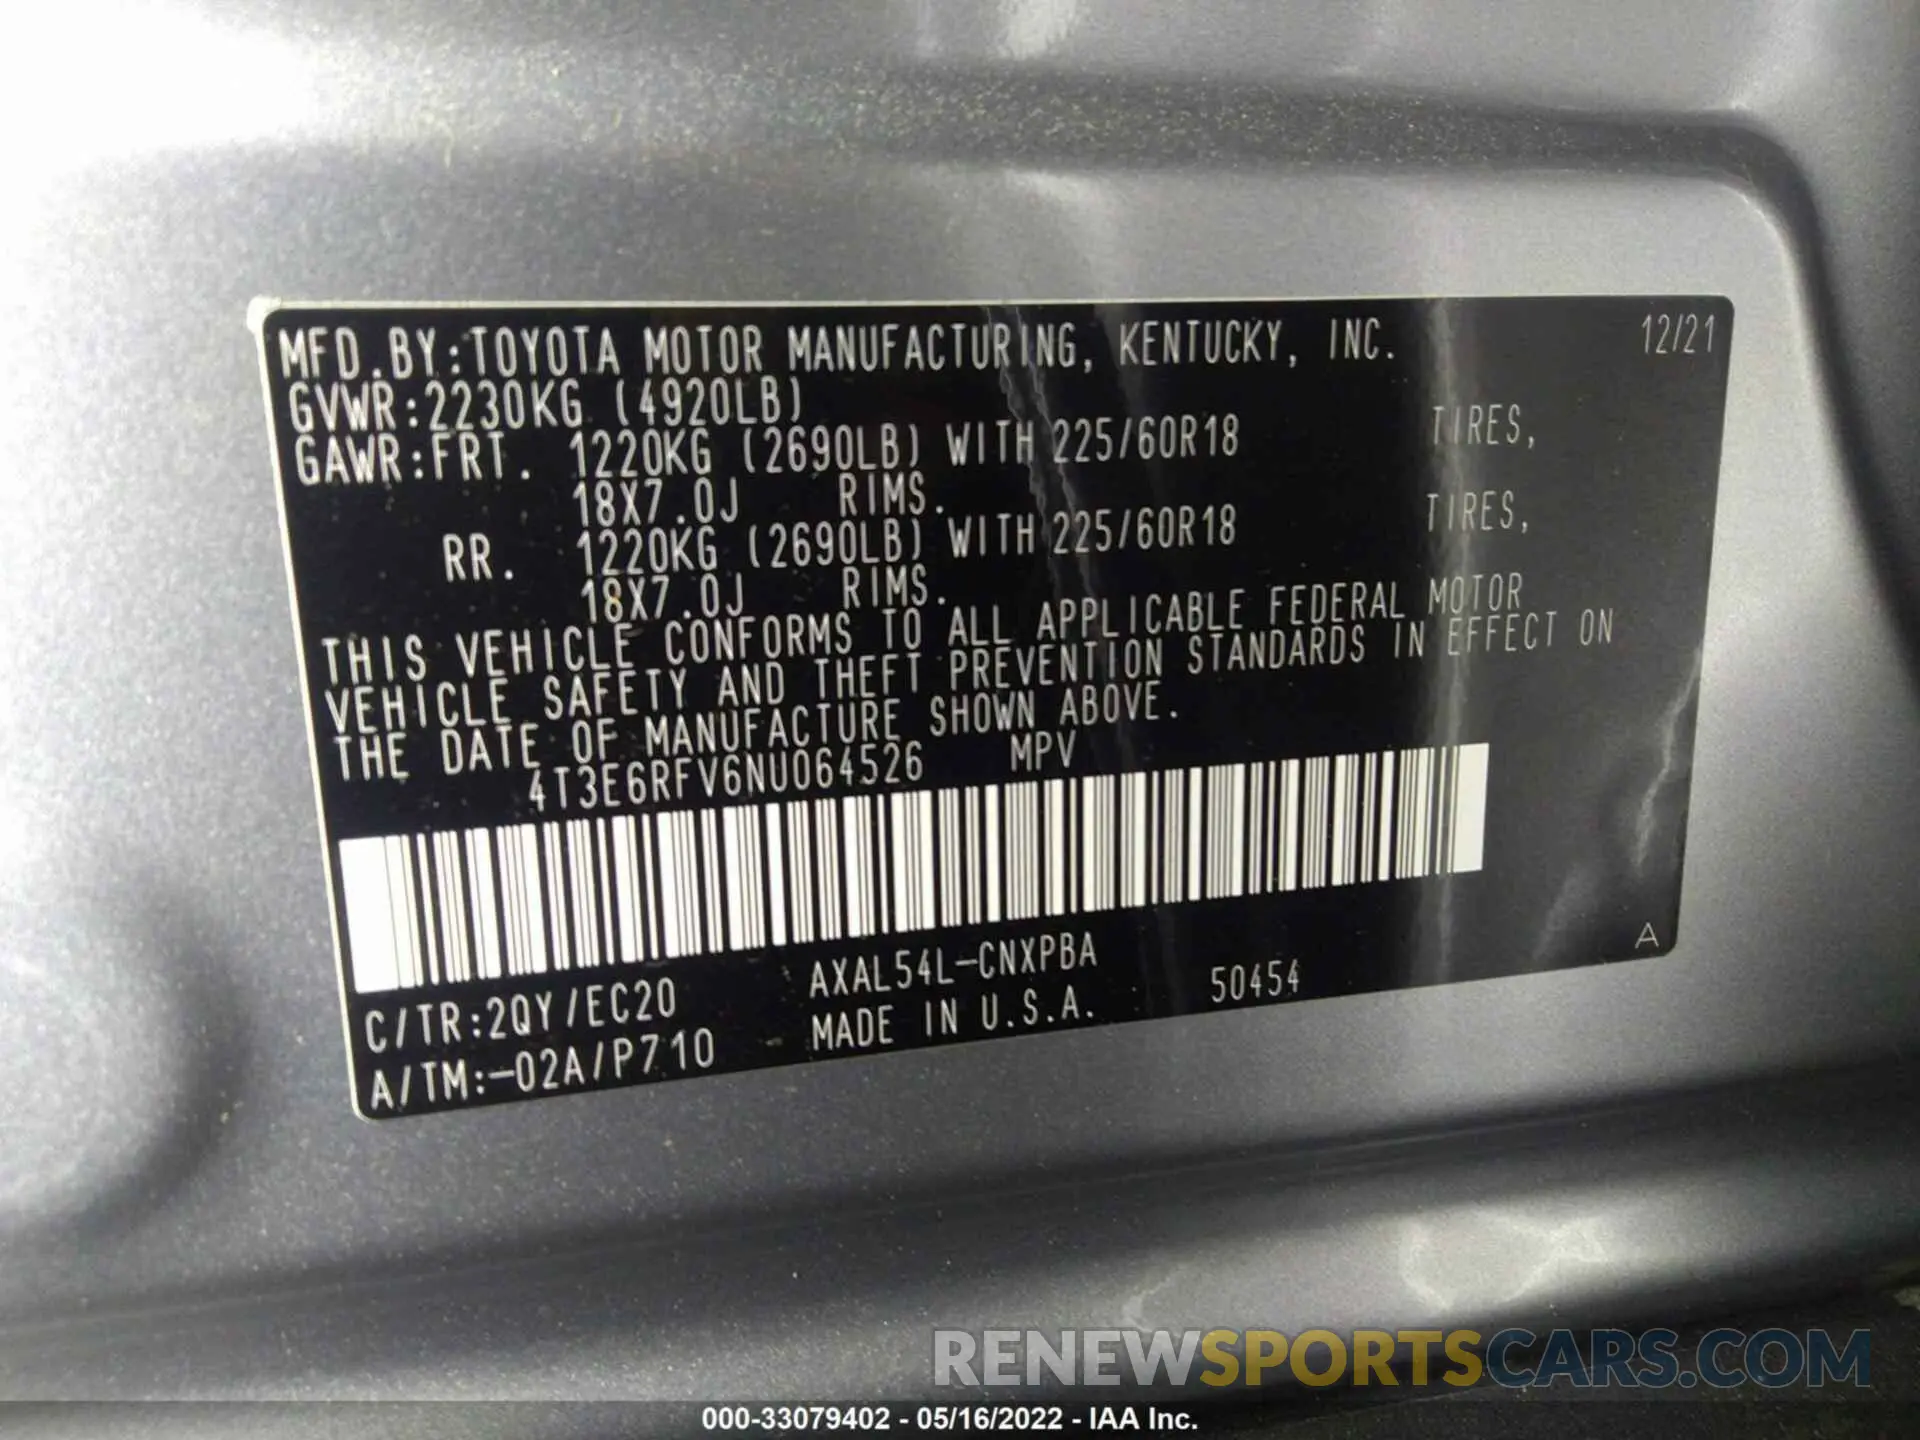 MFD.BY:TOYOTA MOTOR MANUFACTURING, KENTUCKY, INC. 12/21
GVWR:2230KG (4920LB)
GAWR:FRT. 1220KG (2690LB) WITH 225/60R18 TIRES,
18X7.0J RIMS.
RR. 1220KG (2690LB) WITH 225/60R18 TIRES,
18X7.0J RIMS.
THIS VEHICLE CONFORMS TO ALL APPLICABLE FEDERAL MOTOR
VEHICLE SAFETY AND THEFT PREVENTION STANDARDS IN EFFECT ON
THE DATE OF MANUFACTURE SHOWN ABOVE.
4T3E6RFV6NU064526 MPV
A
C/TR:2QY/EC20 AXAL54L-CNXPBA 50454
A/TM:-02A/P710 MADE IN U.S.A.
RENEWSPORTSCARS.COM
000-33079402 - 05/16/2022 - IAA Inc.